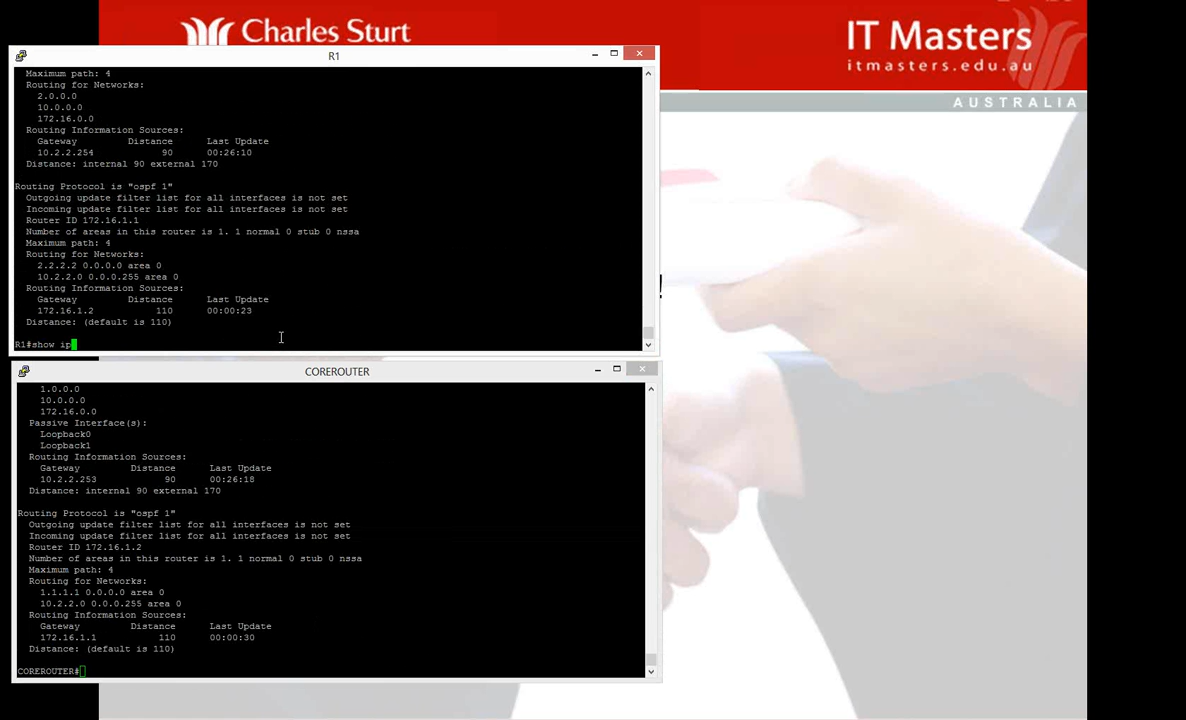 Charles Sturt
IT Masters
itmasters.edu.au
AUSTRALIA
R1
Maximum path: 4
Routing for Networks:
2.0.0.0
10.0.0.0
172.16.0.0
Routing Information Sources:
Gateway Distance Last Update
10.2.2.254 90 00:26:10
Distance: internal 90 external 170
Routing Protocol is "ospf 1"
Outgoing update filter list for all interfaces is not set
Incoming update filter list for all interfaces is not set
Router ID 172.16.1.1
Number of areas in this router is 1. 1 normal 0 stub 0 nssa
Maximum path: 4
Routing for Networks:
2.2.2.2 0.0.0.0 area 0
10.2.2.0 0.0.0.255 area 0
Routing Information Sources:
Gateway Distance Last Update
172.16.1.2 110 00:00:23
Distance: (default is 110)
R1#show ip
!
COREROUTER
1.0.0.0
10.0.0.0
172.16.0.0
Passive Interface(s):
Loopback0
Loopback1
Routing Information Sources:
Gateway Distance Last Update
10.2.2.253 90 00:26:18
Distance: internal 90 external 170
Routing Protocol is "ospf 1"
Outgoing update filter list for all interfaces is not set
Incoming update filter list for all interfaces is not set
Router ID 172.16.1.2
Number of areas in this router is 1. 1 normal 0 stub 0 nssa
Maximum path: 4
Routing for Networks:
1.1.1.1 0.0.0.0 area 0
10.2.2.0 0.0.0.255 area 0
Routing Information Sources:
Gateway Distance Last Update
172.16.1.1 110 00:00:30
Distance: (default is 110)
COREROUTER#